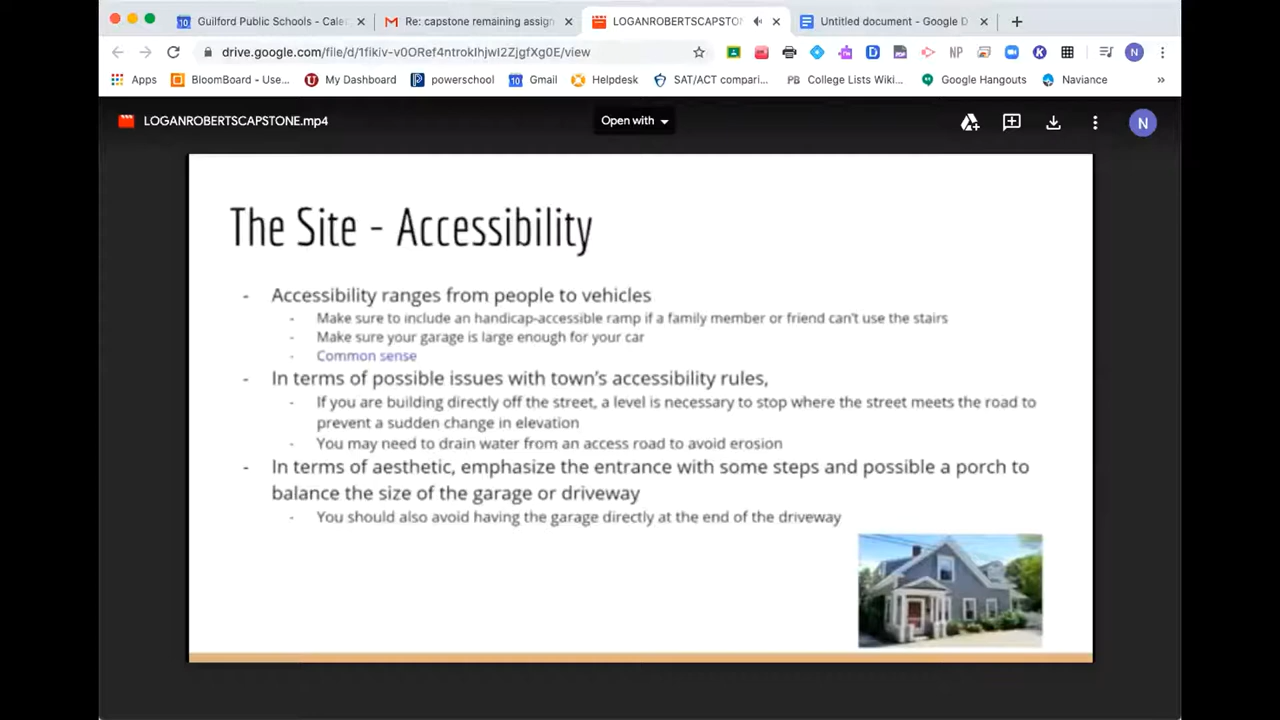 Guilford Public Schools - Cale
Re: capstone remaining assign
LOGANROBERTSCAPSTON
Untitled document - Google D
drive.google.com/file/d/1fikiv-v0ORef4ntrokIhjwI2ZjgfXg0E/view
NP
N
Apps
BloomBoard - Use...
My Dashboard
powerschool
Gmail
Helpdesk
SAT/ACT compari...
PB College Lists Wiki...
Google Hangouts
Naviance
»
LOGANROBERTSCAPSTONE.mp4
Open with
N
The Site - Accessibility
- Accessibility ranges from people to vehicles
- Make sure to include an handicap-accessible ramp if a family member or friend can't use the stairs
- Make sure your garage is large enough for your car
- Common sense
- In terms of possible issues with town's accessibility rules,
- If you are building directly off the street, a level is necessary to stop where the street meets the road to
prevent a sudden change in elevation
- You may need to drain water from an access road to avoid erosion
- In terms of aesthetic, emphasize the entrance with some steps and possible a porch to
balance the size of the garage or driveway
- You should also avoid having the garage directly at the end of the driveway